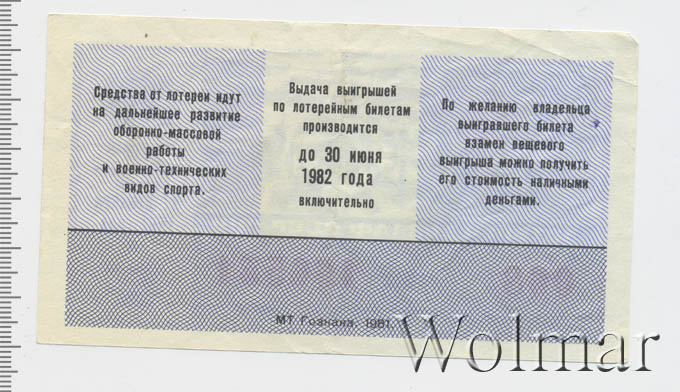 Средства от лотереи идут
на дальнейшее развитие
оборонно-массовой
работы
и военно-технических
видов спорта.
Выдача выигрышей
по лотерейным билетам
производится
до 30 июня
1982 года
включительно
По желанию владельца
выигравшего билета
взамен вещевого
выигрыша можно получить
его стоимость наличными
деньгами.
МТ Гознака. 1981.
Wolmar